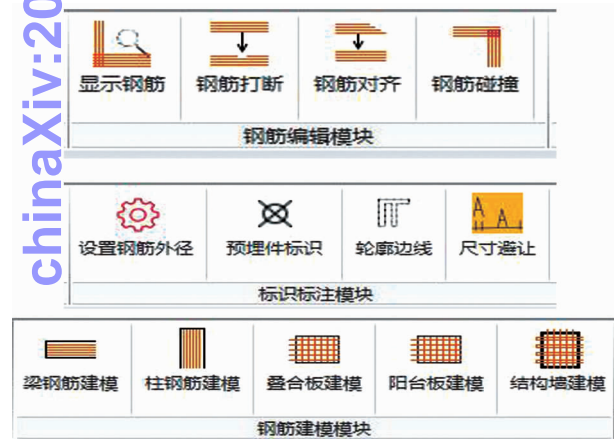 chinaXiv:20
显示钢筋 钢筋打断 钢筋对齐 钢筋碰撞
钢筋编辑模块
A A
设置钢筋外径 预埋件标识 轮廓边线 尺寸避让
标识标注模块
梁钢筋建模 柱钢筋建模 叠合板建模 阳台板建模 结构墙建模
钢筋建模模块